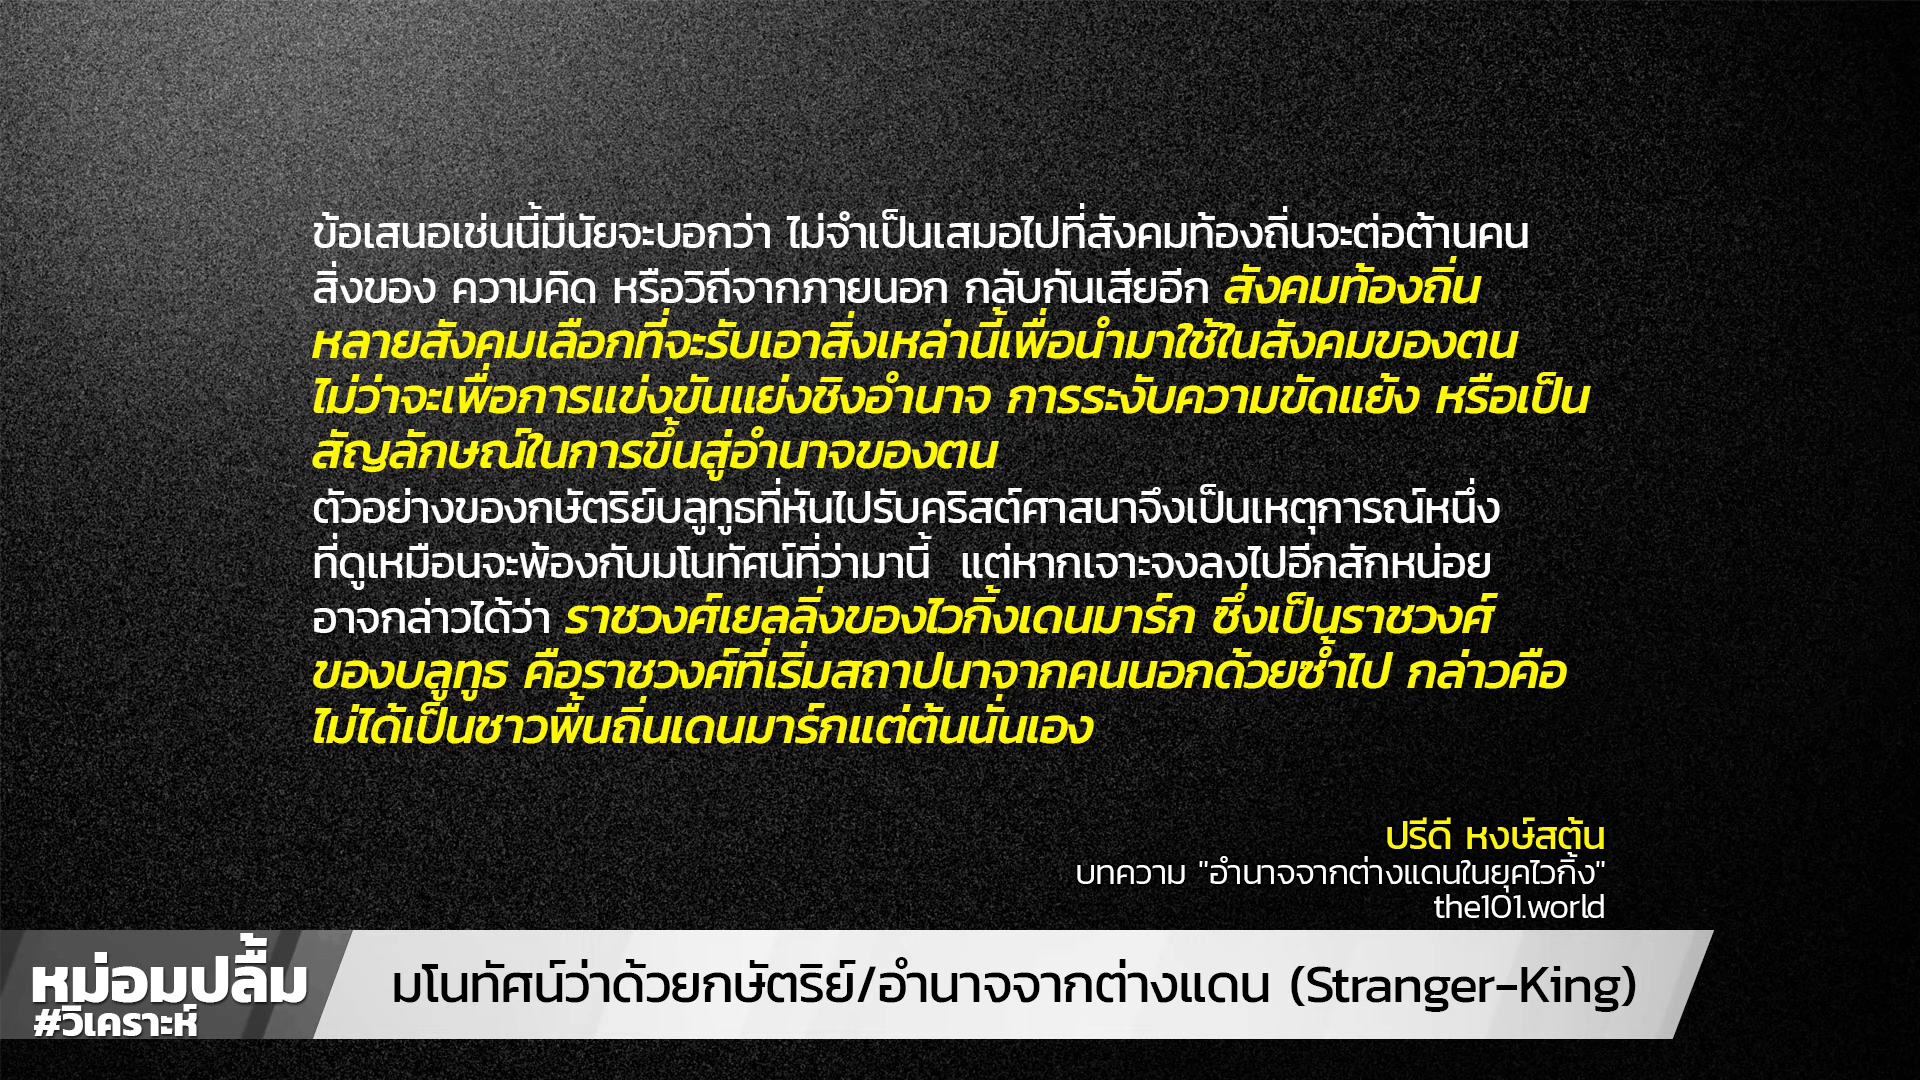 ข้อเสนอเช่นนี้มีนัยจะบอกว่า ไม่จำเป็นเสมอไปที่สังคมท้องถิ่นจะต่อต้านคน
สิ่งของ ความคิด หรือวิถีจากภายนอก กลับกันเสียอีก สังคมท้องถิ่น
หลายสังคมเลือกที่จะรับเอาสิ่งเหล่านี้เพื่อนำมาใช้ในสังคมของตน
ไม่ว่าจะเพื่อการแข่งขันแย่งชิงอำนาจ การระงับความขัดแย้ง หรือเป็น
สัญลักษณ์ในการขึ้นสู่อำนาจของตน
ตัวอย่างของกษัตริย์บลูทูธที่หันไปรับคริสต์ศาสนาจึงเป็นเหตุการณ์หนึ่ง
ที่ดูเหมือนจะพ้องกับมโนทัศน์ที่ว่ามานี้  แต่หากเจาะจงลงไปอีกสักหน่อย
อาจกล่าวได้ว่า ราชวงศ์เยลลิ่งของไวกิ้งเดนมาร์ก ซึ่งเป็นราชวงศ์
ของบลูทูธ คือราชวงศ์ที่เริ่มสถาปนาจากคนนอกด้วยซ้ำไป กล่าวคือ
ไม่ได้เป็นชาวพื้นถิ่นเดนมาร์กแต่ต้นนั่นเอง
ปรีดี หงษ์สต้น
บทความ "อำนาจจากต่างแดนในยุคไวกิ้ง"
the101.world
หม่อมปลื้ม
#วิเคราะห์
มโนทัศน์ว่าด้วยกษัตริย์/อำนาจจากต่างแดน (Stranger-King)